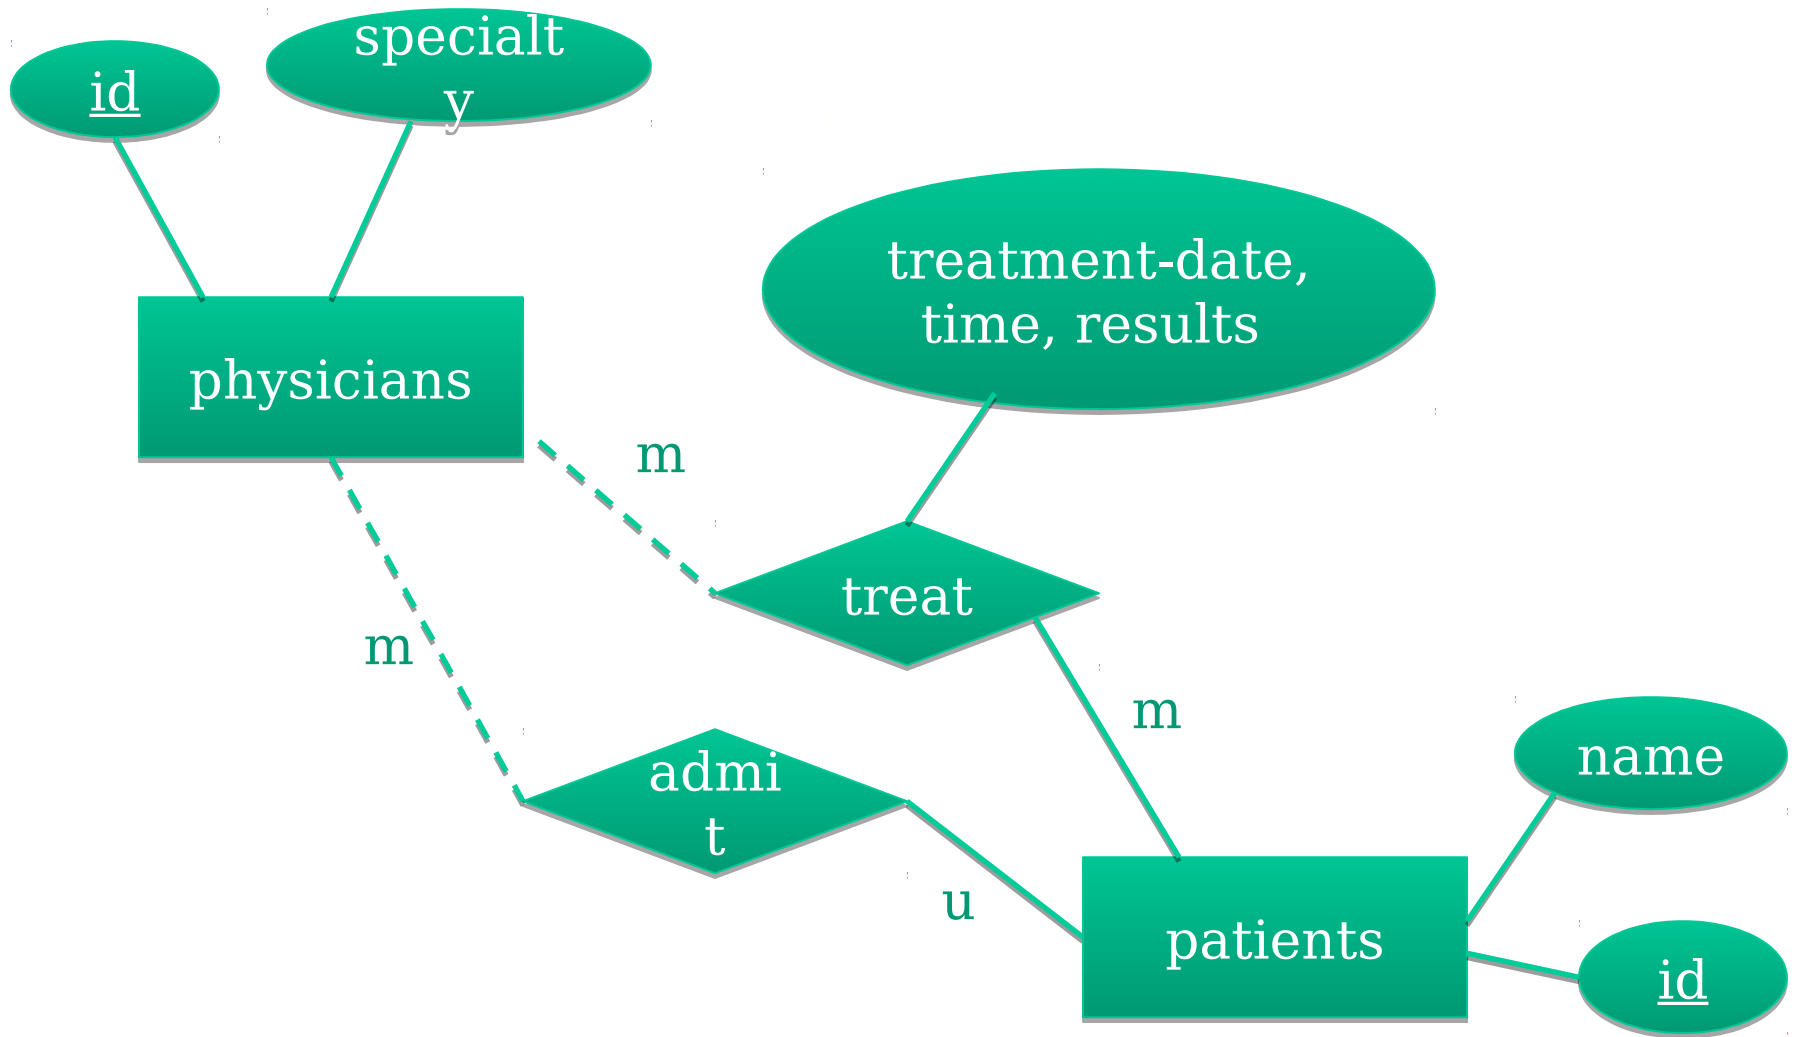 specialt
y
id
treatment-date,
time, results
physicians
m
treat
m
m
name
admi
t
u
patients
id